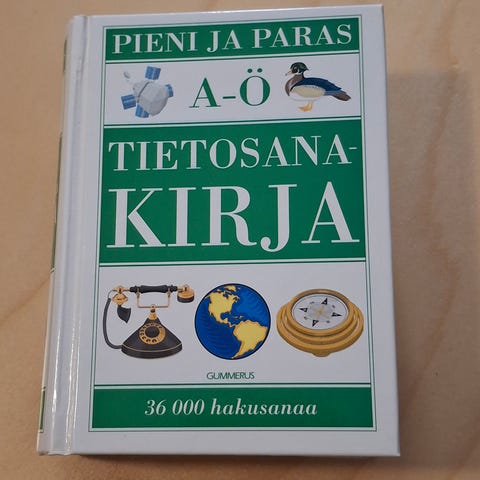 PIENI JA PARAS
A-Ö
TIETOSANA-
KIRJA
GUMMERUS
36 000 hakusanaa